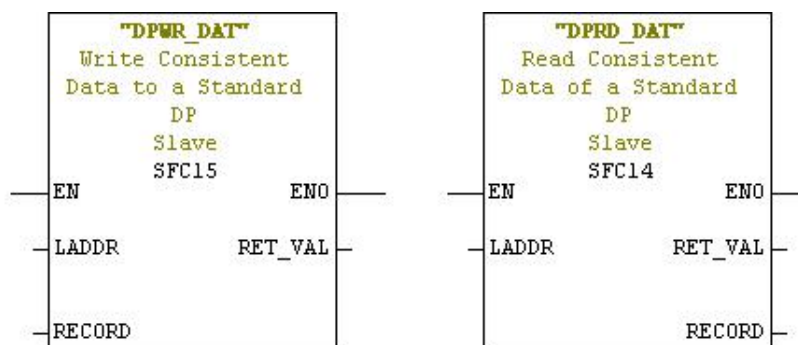 "DPWR_DAT"
Write Consistent
Data to a Standard
DP
Slave
SFC15
EN ENO
LADDR RET_VAL
RECORD
"DPRD_DAT"
Read Consistent
Data of a Standard
DP
Slave
SFC14
EN ENO
LADDR RET_VAL
RECORD